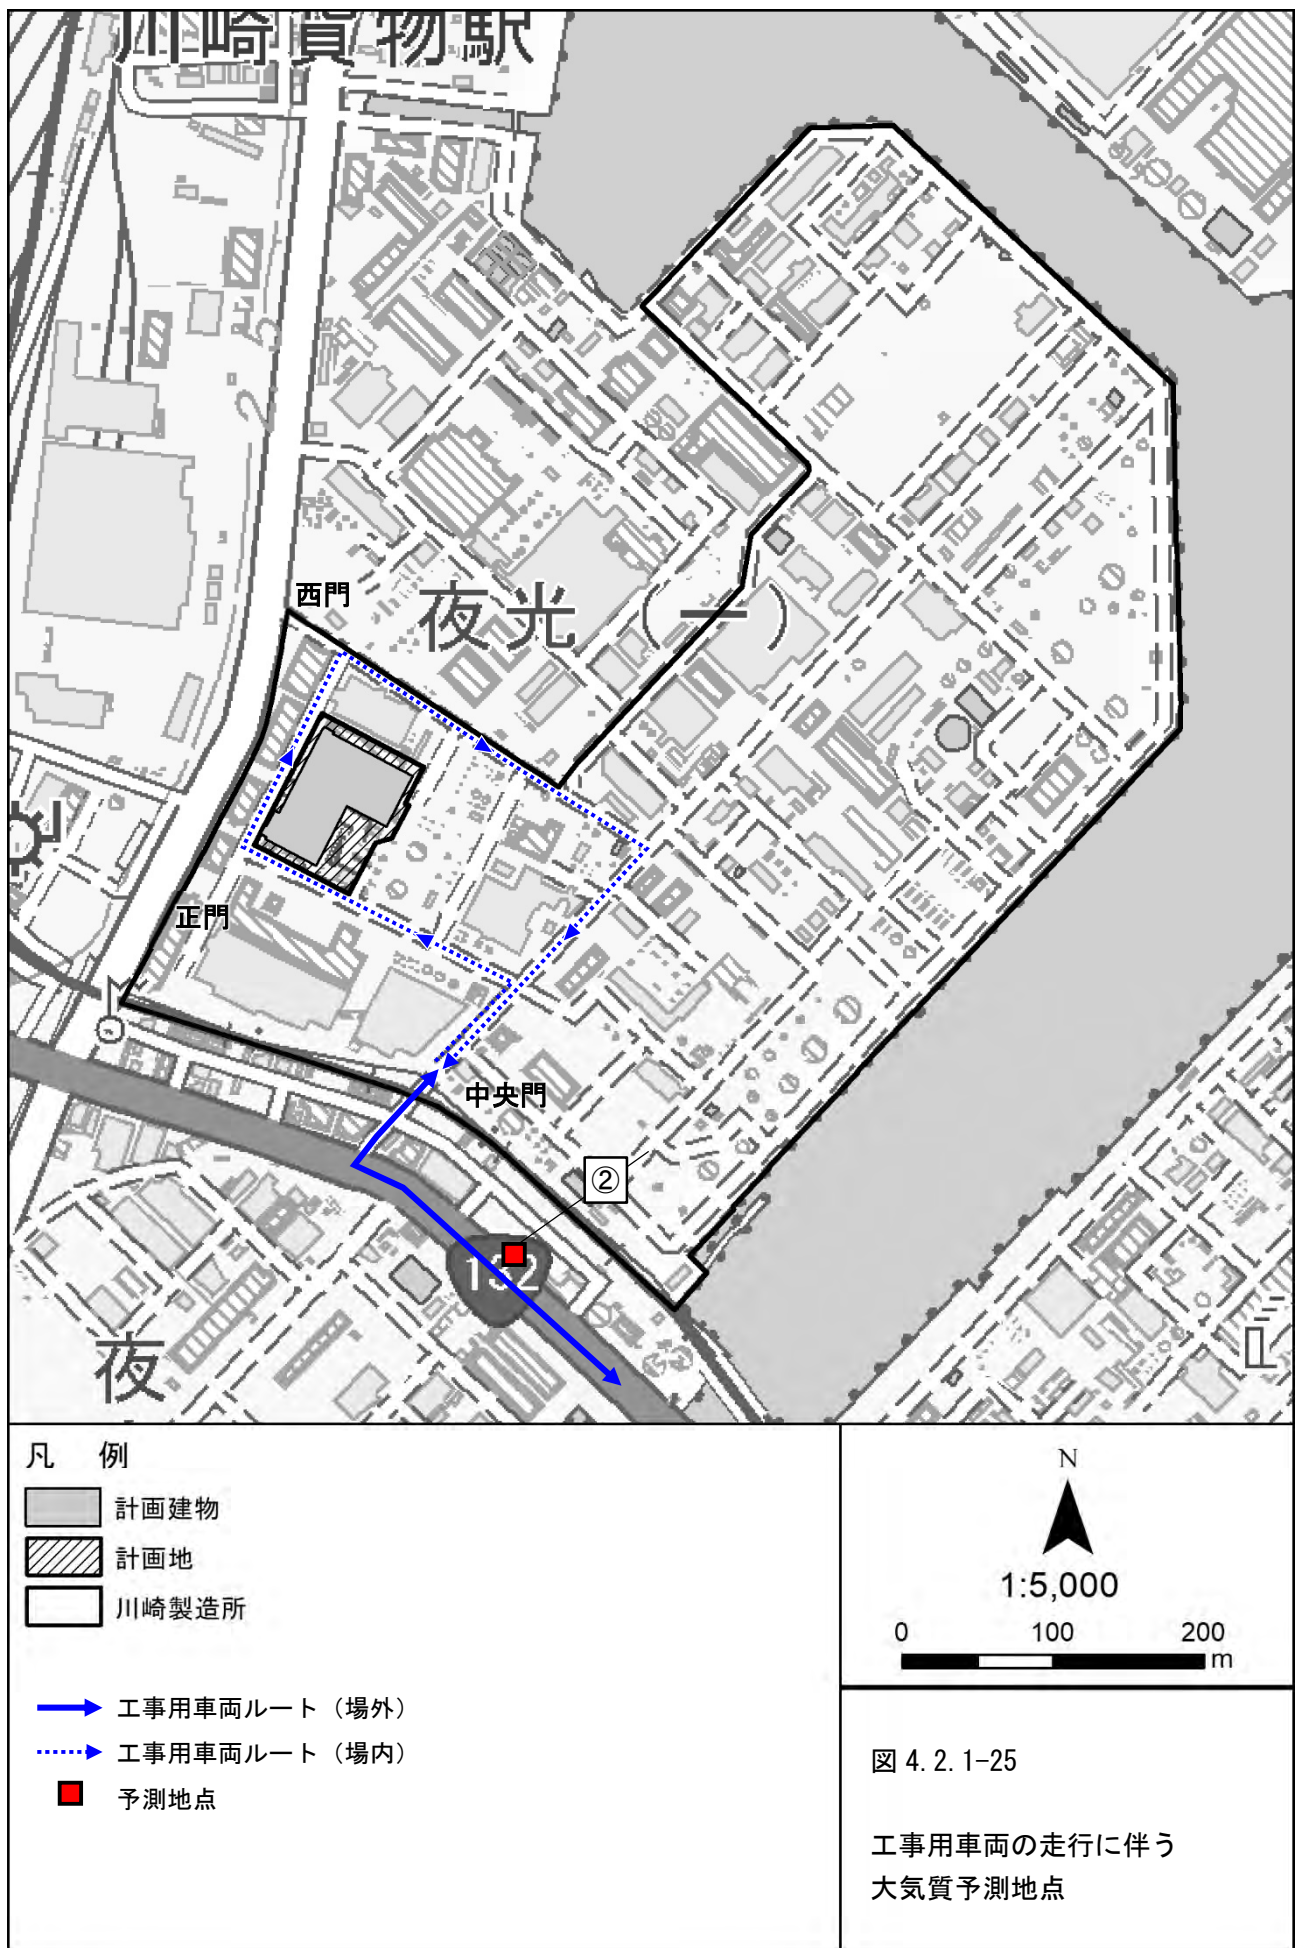 川崎貨物駅
2.5
西門
夜光
(一)
正門
中央門
②
132
夜
凡 例
計画建物
計画地
川崎製造所
工事用車両ルート（場外）
工事用車両ルート（場内）
予測地点
N
1:5,000
0 100 200
m
図 4.2.1-25
工事用車両の走行に伴う
大気質予測地点